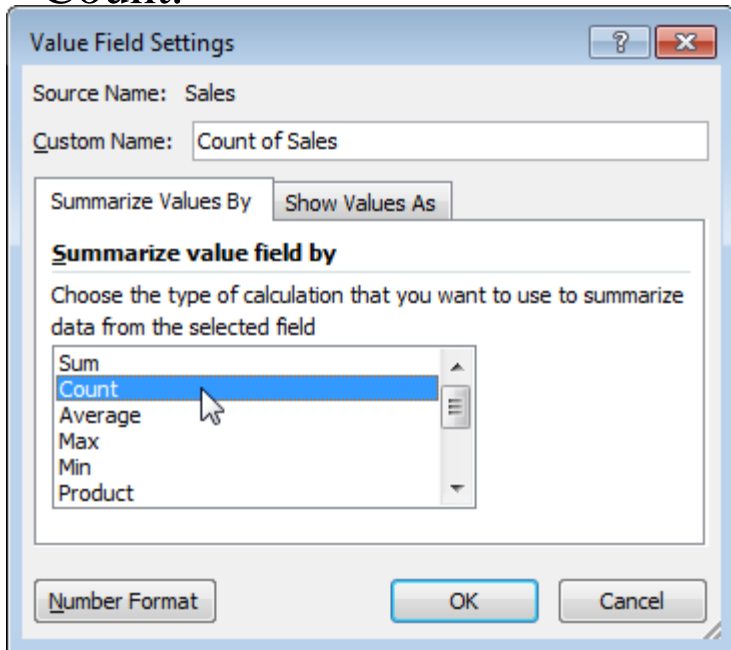 Count.
Value Field Settings
Source Name: Sales
Custom Name: Count of Sales
Summarize Values By Show Values As
Summarize value field by
Choose the type of calculation that you want to use to summarize
data from the selected field
Sum
Count
Average
Max
Min
Product
Number Format OK Cancel